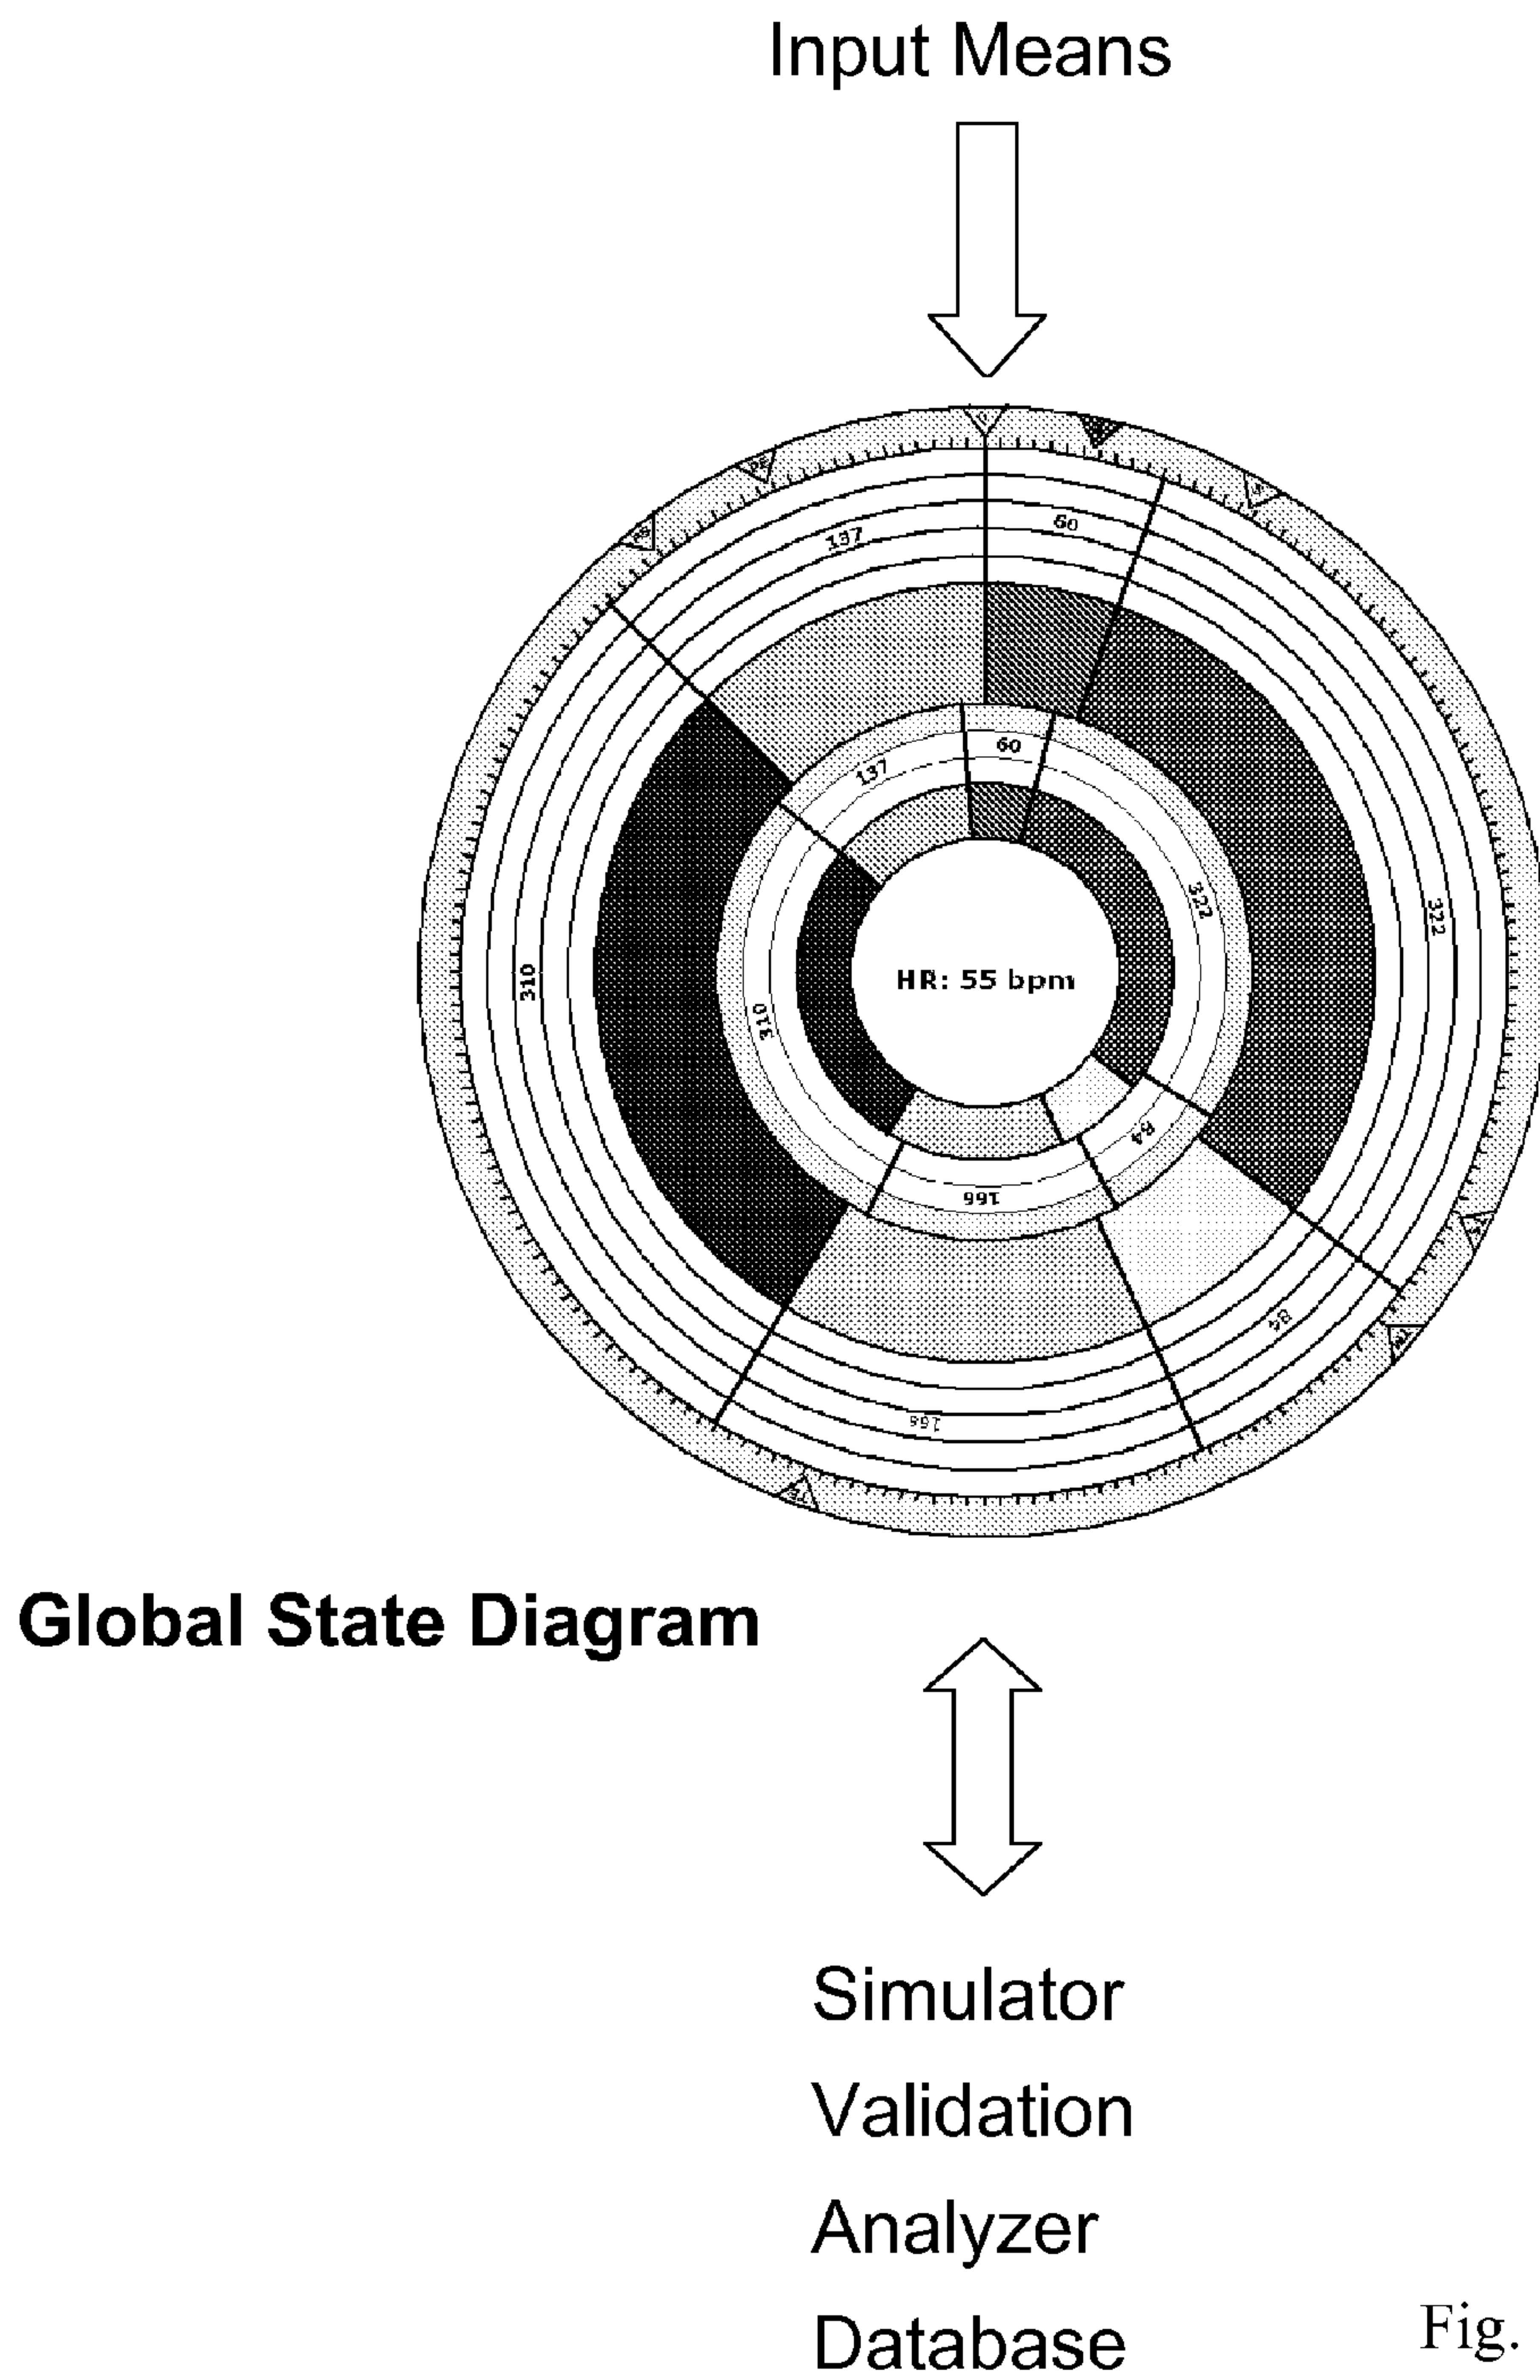 Input Means
PE
137
60
137
60
322
322
310
HR: 55 bpm
310
84
166
84
166
Global State Diagram
Simulator
Validation
Analyzer
Database
Fig.